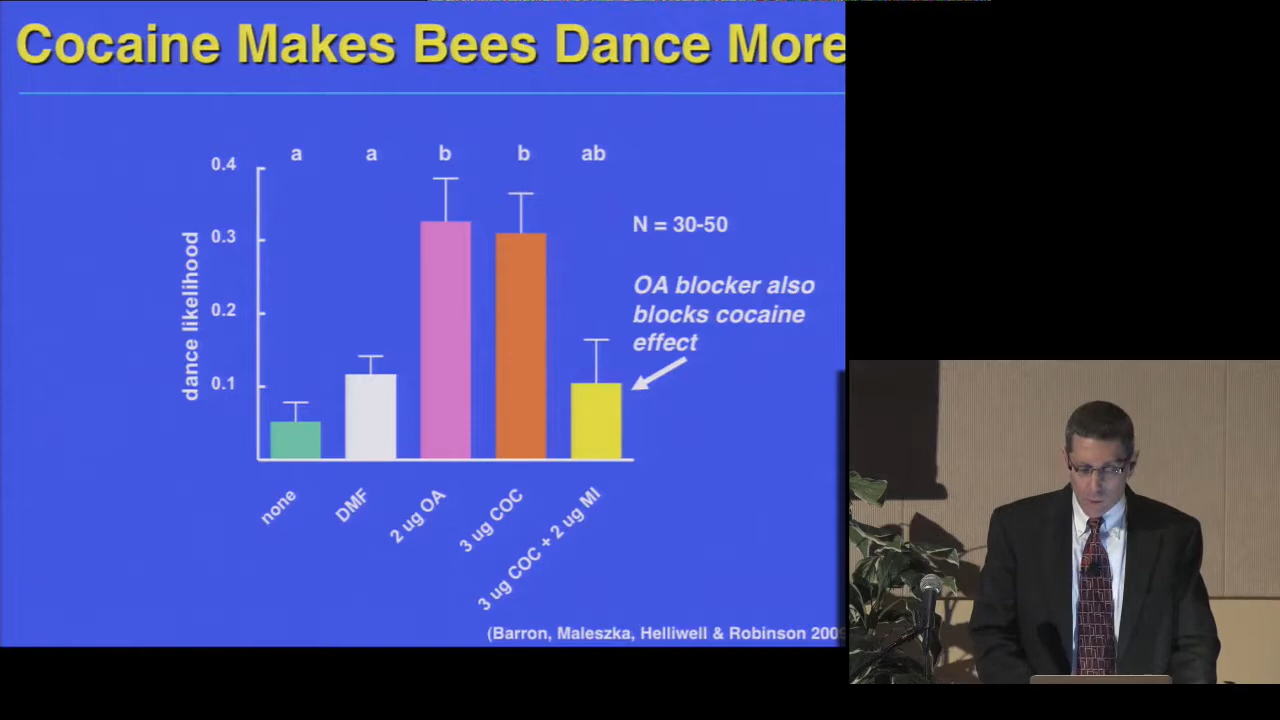 Cocaine Makes Bees Dance More
a a b b ab
0.4
0.3
0.2
0.1
dance likelihood
N = 30-50
OA blocker also
blocks cocaine
effect
none
DMF
2 ug OA
3 ug COC
3 ug COC + 2 ug MI
(Barron, Maleszka, Helliwell & Robinson 2009